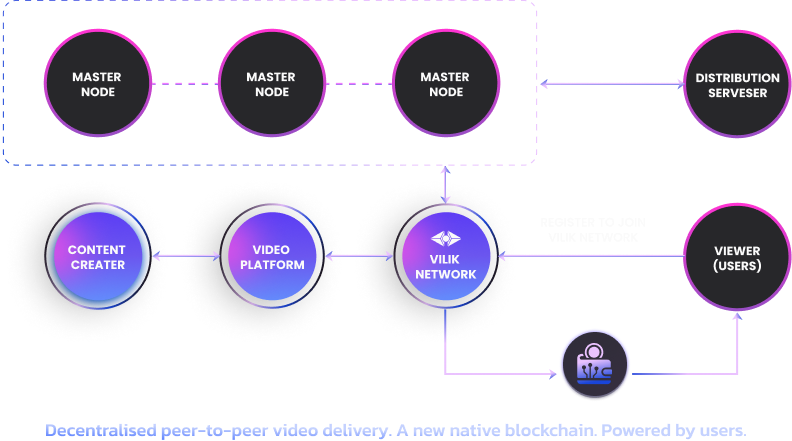 MASTER
NODE
MASTER
NODE
MASTER
NODE
DISTRIBUTION
SERVESER
CONTENT
CREATER
VIDEO
PLATFORM
VILIK
NETWORK
REGISTER TO JOIN
VILIK NETWORK
VIEWER
(USERS)
Decentralised peer-to-peer video delivery. A new native blockchain. Powered by users.